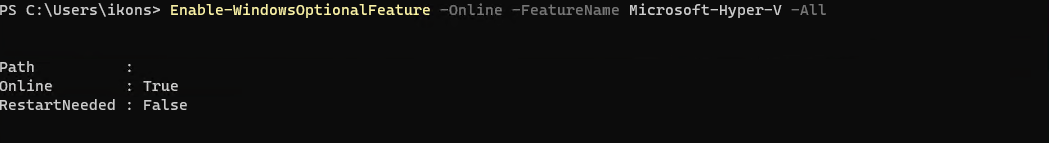 PS C:\Users\ikons> Enable-WindowsOptionalFeature -Online -FeatureName Microsoft-Hyper-V -All
Path          :
Online        : True
RestartNeeded : False